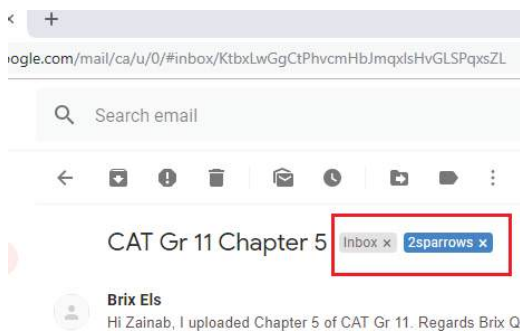 ogle.com/mail/ca/u/0/#inbox/KtbxLwGgCtPhvcmHbJmqxlsHvGLSPqxsZL
Search email
CAT Gr 11 Chapter 5 Inbox x 2sparrows x
Brix Els
Hi Zainab, I uploaded Chapter 5 of CAT Gr 11. Regards Brix Q